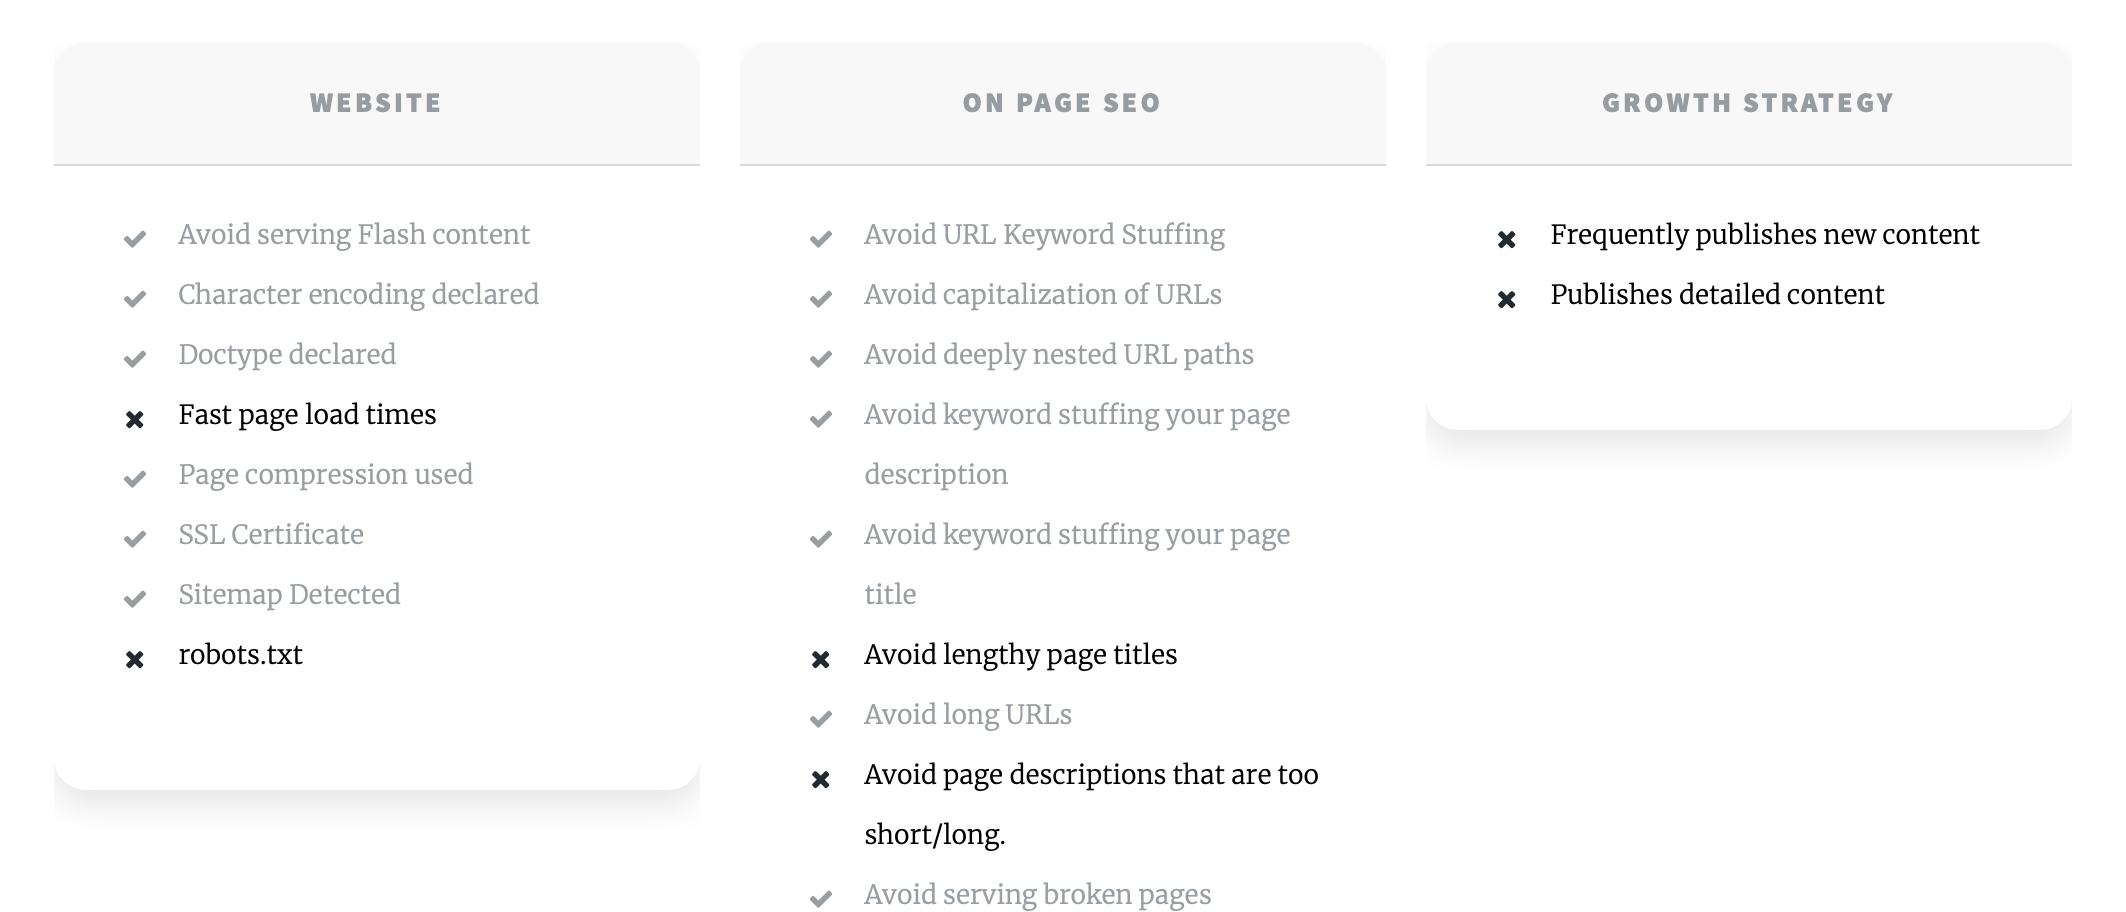 WEBSITE
Avoid serving Flash content
Character encoding declared
Doctype declared
Fast page load times
Page compression used
SSL Certificate
Sitemap Detected
robots.txt
ON PAGE SEO
Avoid URL Keyword Stuffing
Avoid capitalization of URLs
Avoid deeply nested URL paths
Avoid keyword stuffing your page
description
Avoid keyword stuffing your page
title
Avoid lengthy page titles
Avoid long URLs
Avoid page descriptions that are too
short/long.
Avoid serving broken pages
GROWTH STRATEGY
Frequently publishes new content
Publishes detailed content